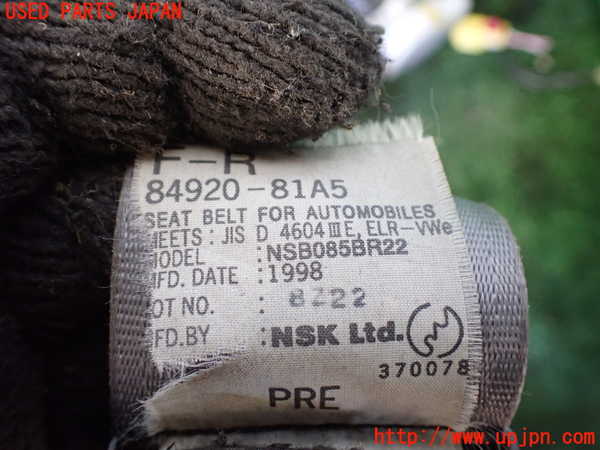 USED PARTS JAPAN
F-R
84920-81A5
SEAT BELT FOR AUTOMOBILES
MEETS: JIS D 4604 III E, ELR-VWe
MODEL : NSB085BR22
MFD. DATE : 1998
OT NO. : 8Z22
MFD.BY : NSK Ltd.
370078
PRE
http://www.upjpn.com/